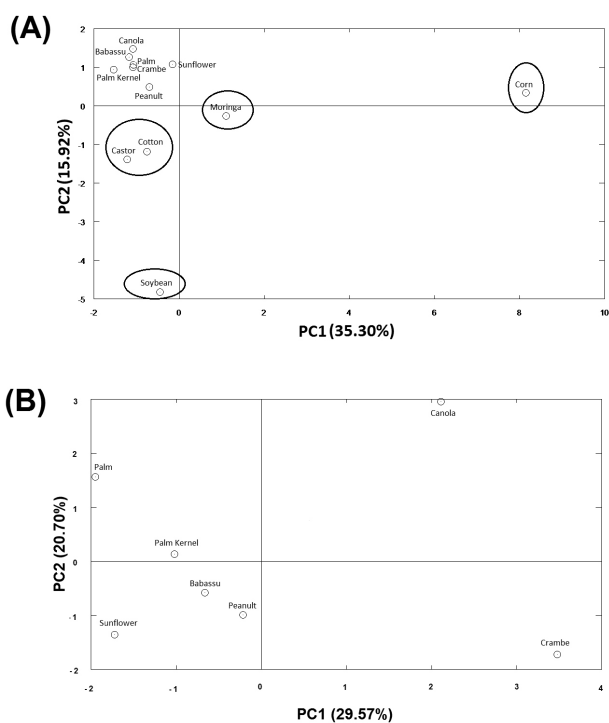 (A)
2
1
0
-1
-2
-3
-4
-5
PC2 (15.92%)
Canola
Babassu
Palm
Sunflower
Crambe
Palm Kernel
Peanult
Moringa
Corn
Cotton
Castor
Soybean
-2 0 2 4 6 8 10
PC1 (35.30%)
(B)
3
2
1
0
-1
-2
PC2 (20.70%)
Canola
Palm
Palm Kernel
Babassu
Peanult
Sunflower
Crambe
-2 -1 0 1 2 3 4
PC1 (29.57%)